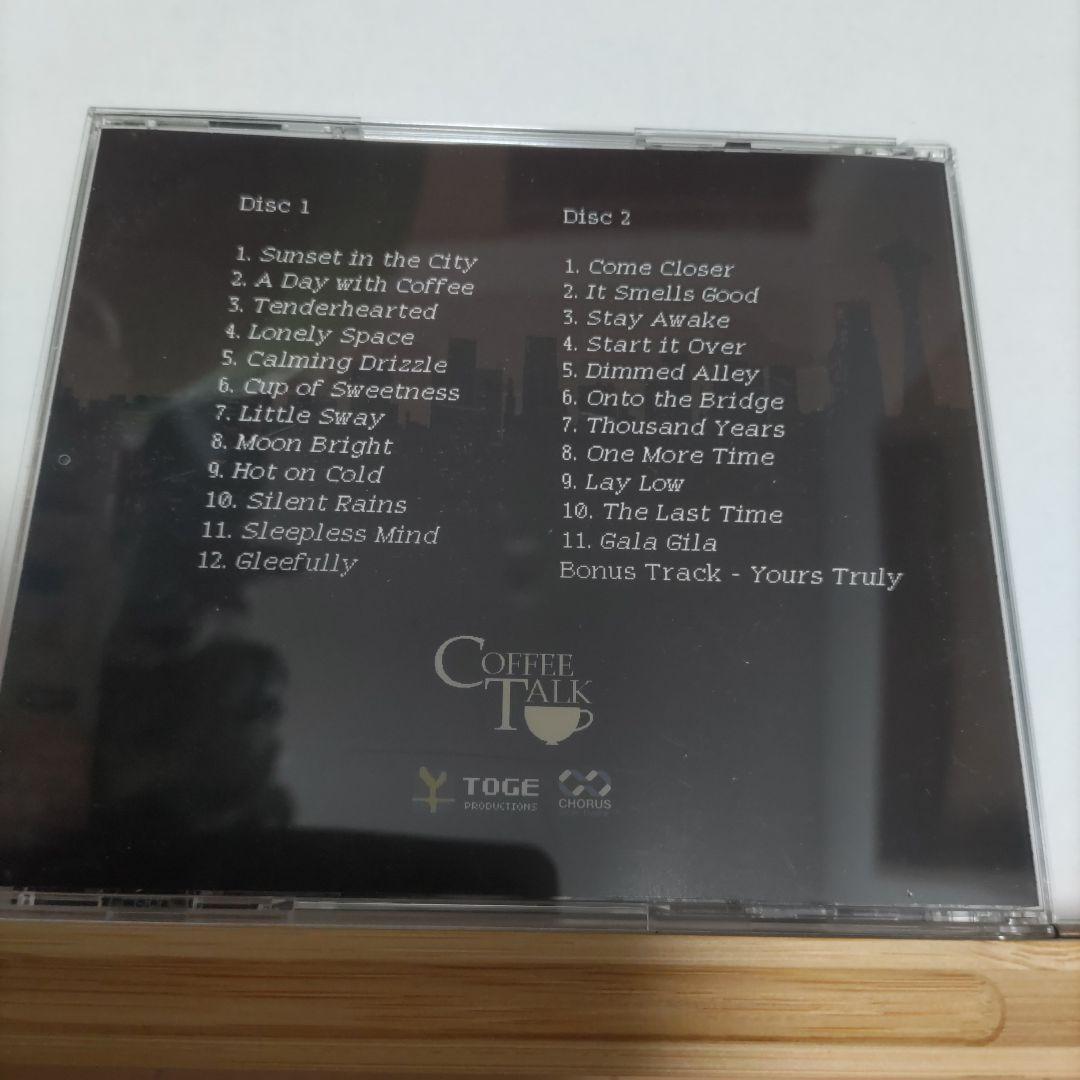 Disc 1
1. Sunset in the City
2. A Day with Coffee
3. Tenderhearted
4. Lonely Space
5. Calming Drizzle
6. Cup of Sweetness
7. Little Sway
8. Moon Bright
9. Hot on Cold
10. Silent Rains
11. Sleepless Mind
12. Gleefully
Disc 2
1. Come Closer
2. It Smells Good
3. Stay Awake
4. Start it Over
5. Dimmed Alley
6. Onto the Bridge
7. Thousand Years
8. One More Time
9. Lay Low
10. The Last Time
11. Gala Gila
Bonus Track - Yours Truly
COFFEE
TALK
TOGE
PRODUCTIONS
CHORUS